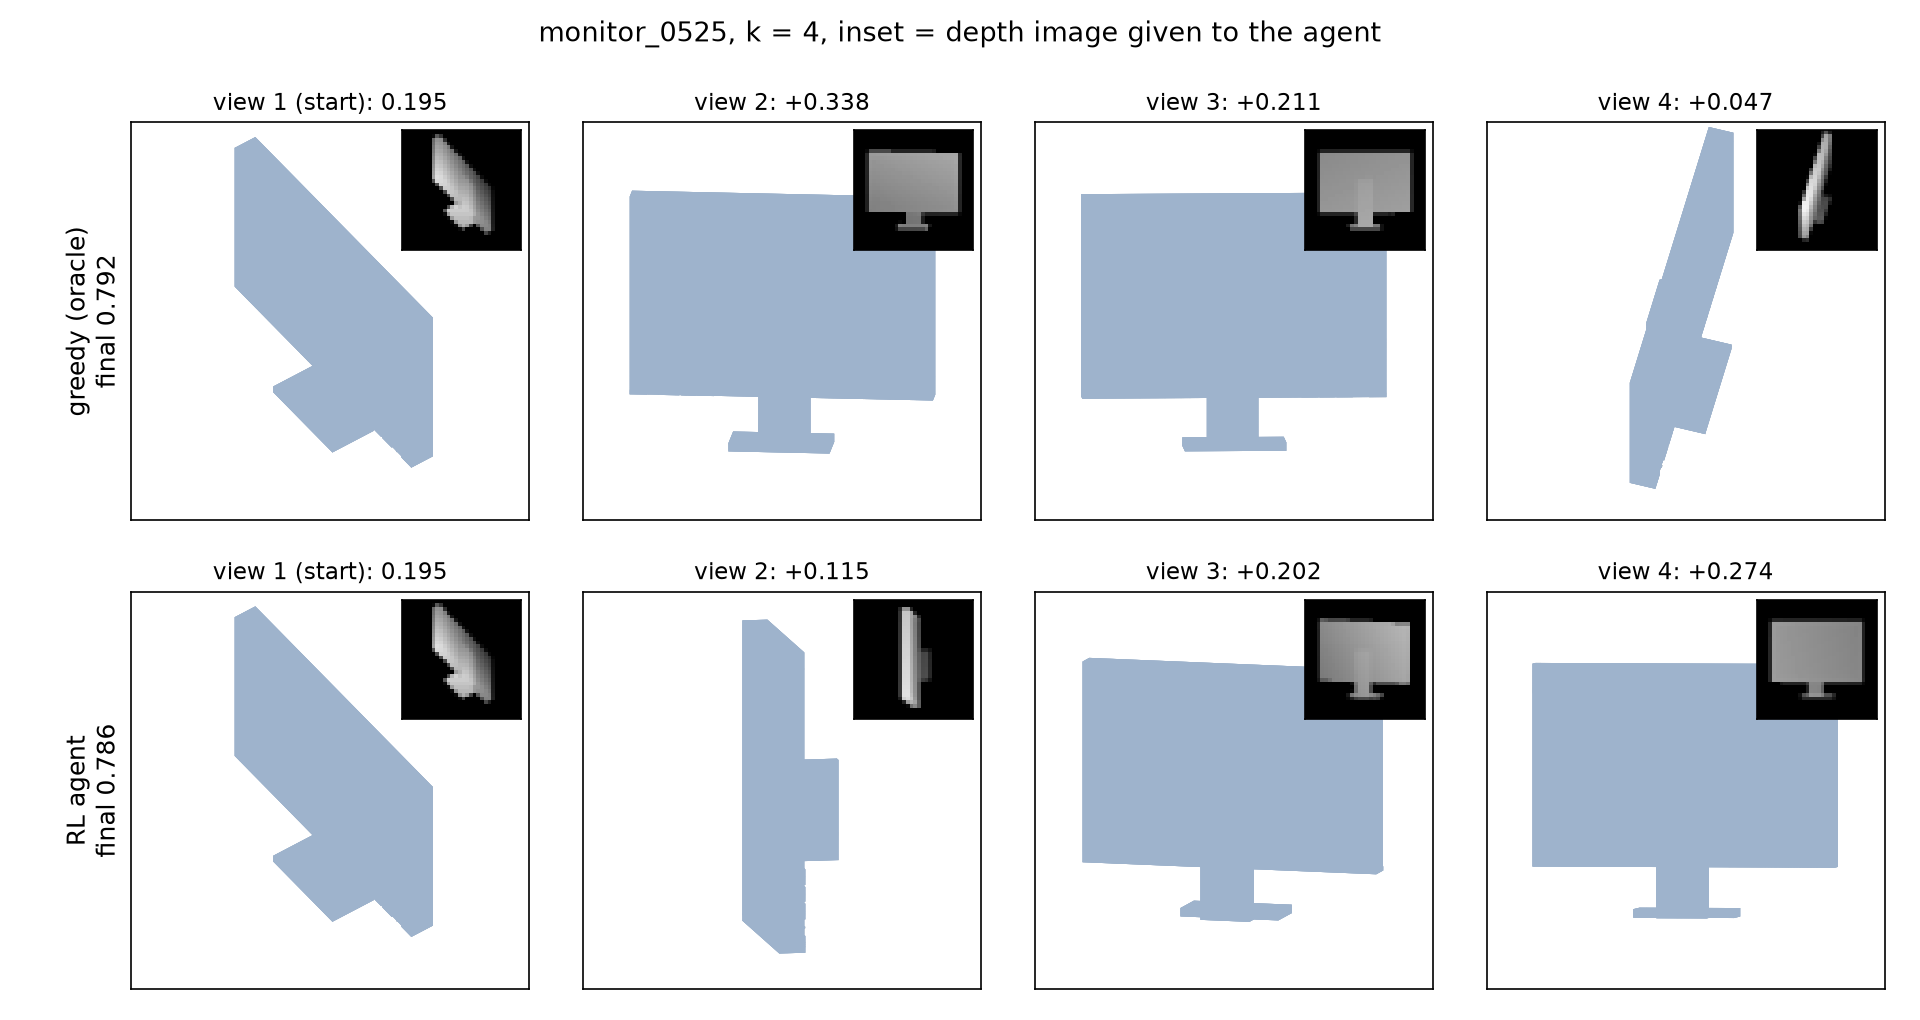 monitor_0525, k = 4, inset = depth image given to the agent
greedy (oracle)
final 0.792
view 1 (start): 0.195
view 2: +0.338
view 3: +0.211
view 4: +0.047
RL agent
final 0.786
view 1 (start): 0.195
view 2: +0.115
view 3: +0.202
view 4: +0.274